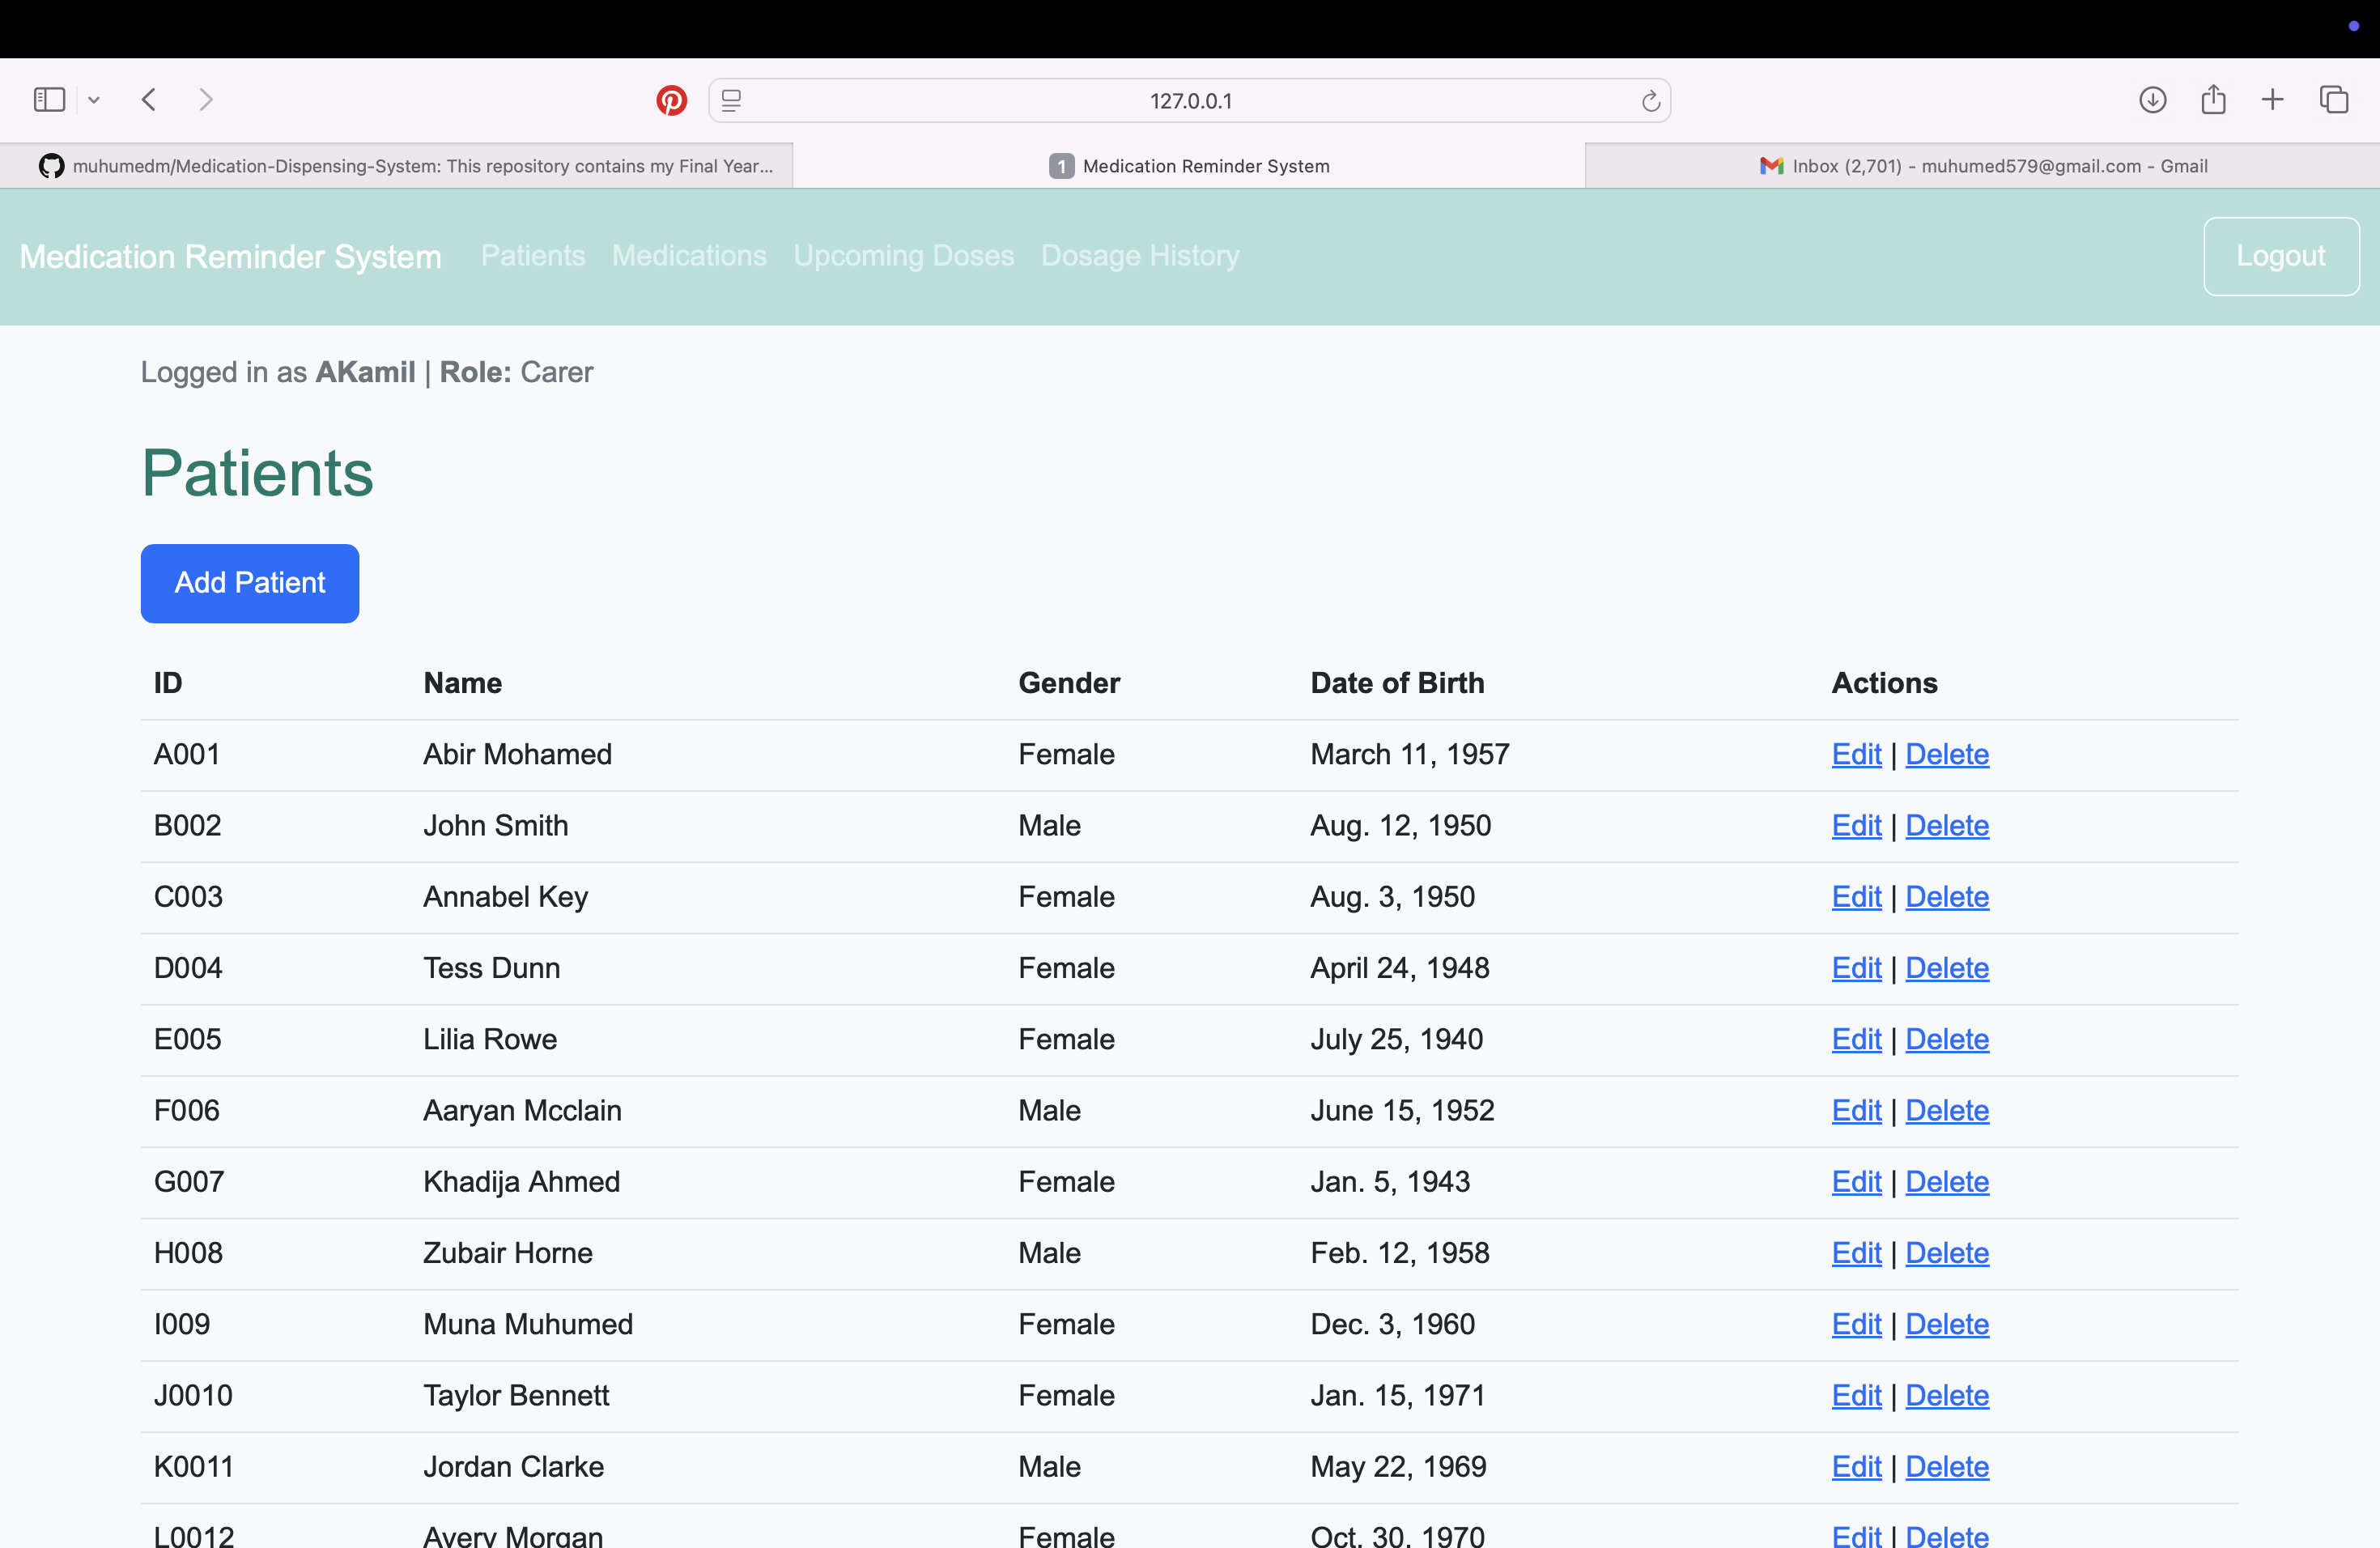 127.0.0.1
muhumedm/Medication-Dispensing-System: This repository contains my Final Year...
1 Medication Reminder System
Inbox (2,701) - muhumed579@gmail.com - Gmail
Medication Reminder System Patients Medications Upcoming Doses Dosage History Logout
Logged in as AKamil | Role: Carer
Patients
Add Patient
ID Name Gender Date of Birth Actions
A001 Abir Mohamed Female March 11, 1957 Edit | Delete
B002 John Smith Male Aug. 12, 1950 Edit | Delete
C003 Annabel Key Female Aug. 3, 1950 Edit | Delete
D004 Tess Dunn Female April 24, 1948 Edit | Delete
E005 Lilia Rowe Female July 25, 1940 Edit | Delete
F006 Aaryan Mcclain Male June 15, 1952 Edit | Delete
G007 Khadija Ahmed Female Jan. 5, 1943 Edit | Delete
H008 Zubair Horne Male Feb. 12, 1958 Edit | Delete
I009 Muna Muhumed Female Dec. 3, 1960 Edit | Delete
J0010 Taylor Bennett Female Jan. 15, 1971 Edit | Delete
K0011 Jordan Clarke Male May 22, 1969 Edit | Delete
L0012 Avery Morgan Female Oct. 30, 1970 Edit | Delete